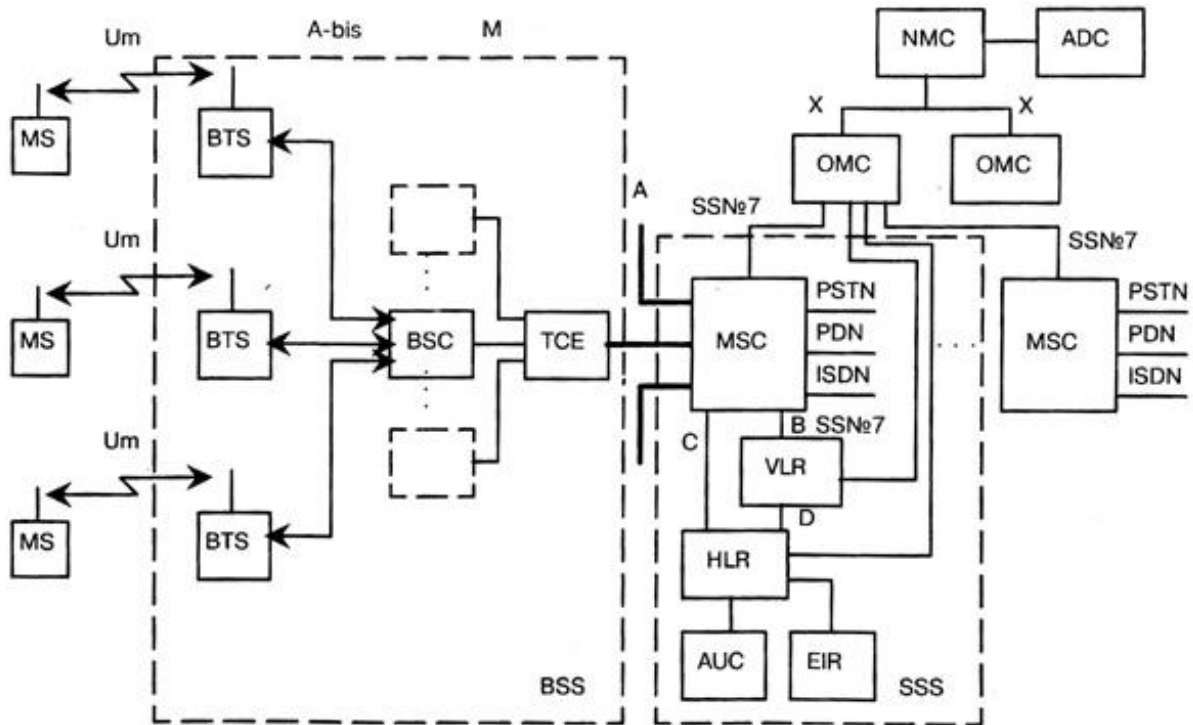 Um
A-bis
M
NMC
ADC
MS
BTS
X
X
OMC
OMC
A
SSNº7
Um
SSNº7
MS
BTS
BSC
TCE
MSC
PSTN
PDN
ISDN
MSC
PSTN
PDN
ISDN
C
B
SSNº7
Um
VLR
D
MS
BTS
HLR
AUC
EIR
BSS
SSS